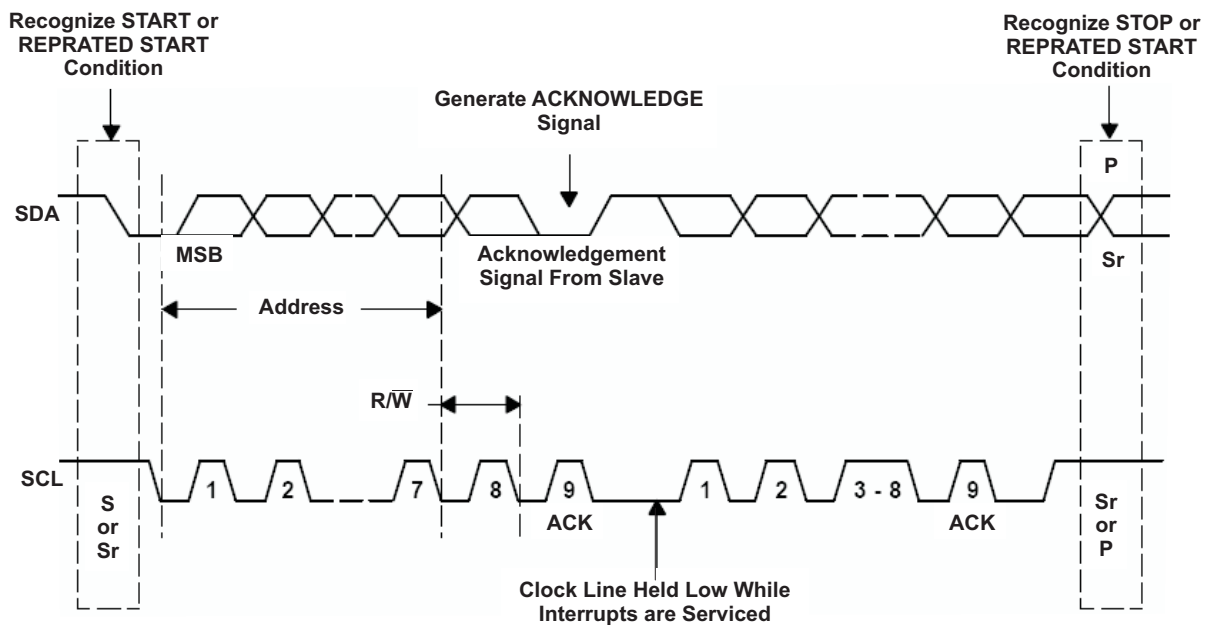 Recognize START or
REPRATED START
Condition
Recognize STOP or
REPRATED START
Condition
Generate ACKNOWLEDGE
Signal
P
SDA
MSB
Acknowledgement
Signal From Slave
Sr
Address
R/W̅
SCL
1
2
7
8
9
1
2
3 - 8
9
ACK
ACK
S
or
Sr
Sr
or
P
Clock Line Held Low While
Interrupts are Serviced